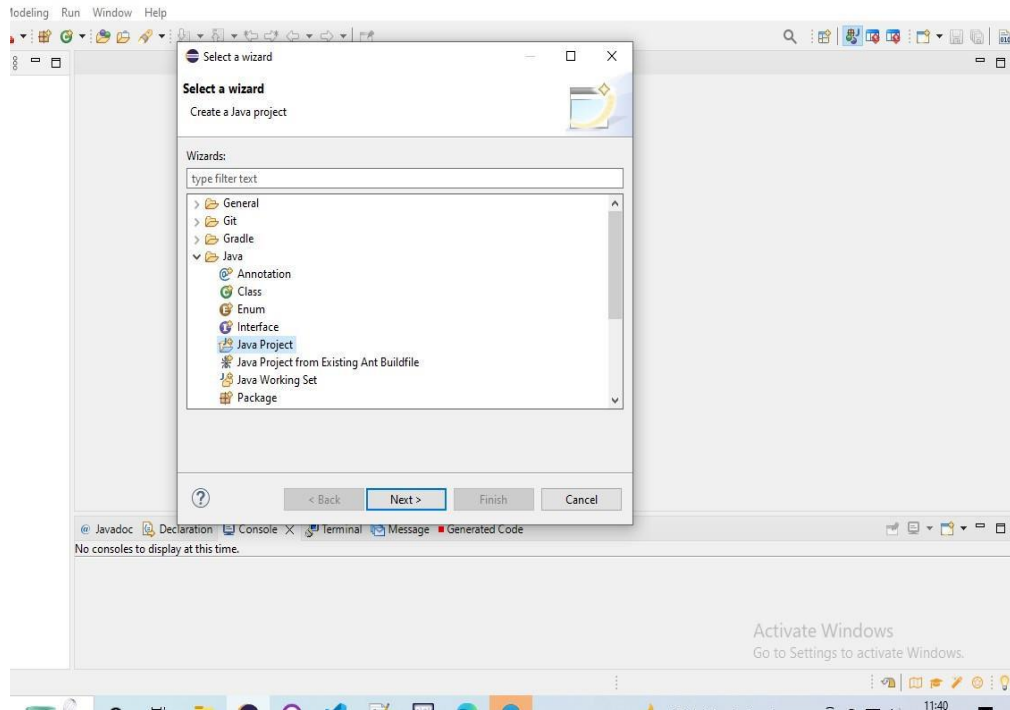 Modeling Run Window Help
Select a wizard
Select a wizard
Create a Java project
Wizards:
type filter text
General
Git
Gradle
Java
Annotation
Class
Enum
Interface
Java Project
Java Project from Existing Ant Buildfile
Java Working Set
Package
< Back Next > Finish Cancel
@ Javadoc Declaration Console Terminal Message Generated Code
No consoles to display at this time.
Activate Windows
Go to Settings to activate Windows.
11:40